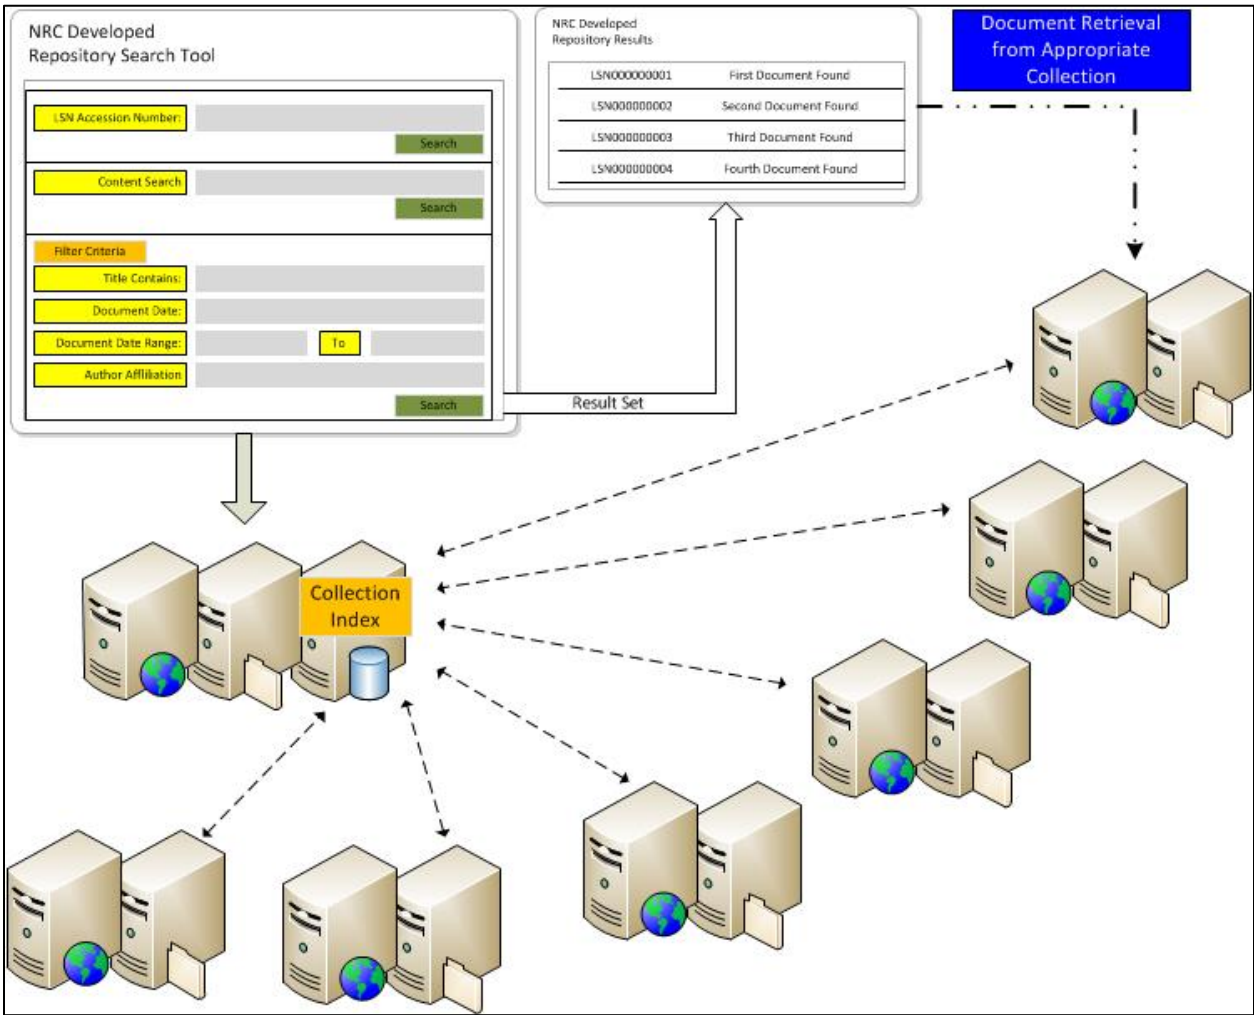 NRC Developed
Repository Search Tool
LSN Accession Number:
Search
Content Search
Search
Filter Criteria
Title Contains:
Document Date:
Document Date Range:
To
Author Affiliation
Search
NRC Developed
Repository Results
LSN000000001 First Document Found
LSN000000002 Second Document Found
LSN000000003 Third Document Found
LSN000000004 Fourth Document Found
Document Retrieval
from Appropriate
Collection
Result Set
Collection
Index